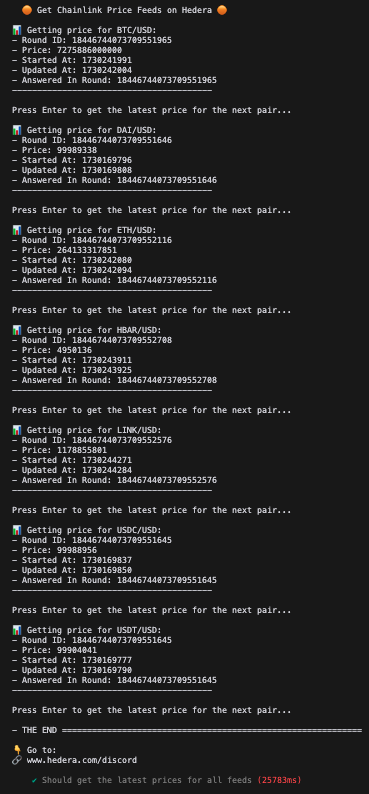 🟠 Get Chainlink Price Feeds on Hedera 🟠
📊 Getting price for BTC/USD:
– Round ID: 18446744073709551965
– Price: 7275886000000
– Started At: 1730241991
– Updated At: 1730242004
– Answered In Round: 18446744073709551965
----------------------------------------
Press Enter to get the latest price for the next pair...
📊 Getting price for DAI/USD:
– Round ID: 18446744073709551646
– Price: 99989338
– Started At: 1730169796
– Updated At: 1730169808
– Answered In Round: 18446744073709551646
----------------------------------------
Press Enter to get the latest price for the next pair...
📊 Getting price for ETH/USD:
– Round ID: 18446744073709552116
– Price: 264133317851
– Started At: 1730242080
– Updated At: 1730242094
– Answered In Round: 18446744073709552116
----------------------------------------
Press Enter to get the latest price for the next pair...
📊 Getting price for HBAR/USD:
– Round ID: 18446744073709552708
– Price: 4950136
– Started At: 1730243911
– Updated At: 1730243925
– Answered In Round: 18446744073709552708
----------------------------------------
Press Enter to get the latest price for the next pair...
📊 Getting price for LINK/USD:
– Round ID: 18446744073709552576
– Price: 1178855801
– Started At: 1730244271
– Updated At: 1730244284
– Answered In Round: 18446744073709552576
----------------------------------------
Press Enter to get the latest price for the next pair...
📊 Getting price for USDC/USD:
– Round ID: 18446744073709551645
– Price: 99988956
– Started At: 1730169837
– Updated At: 1730169850
– Answered In Round: 18446744073709551645
----------------------------------------
Press Enter to get the latest price for the next pair...
📊 Getting price for USDT/USD:
– Round ID: 18446744073709551645
– Price: 99904041
– Started At: 1730169777
– Updated At: 1730169790
– Answered In Round: 18446744073709551645
----------------------------------------
Press Enter to get the latest price for the next pair...
– THE END ============================================================
👇 Go to:
🔗 www.hedera.com/discord
✔ Should get the latest prices for all feeds (25783ms)